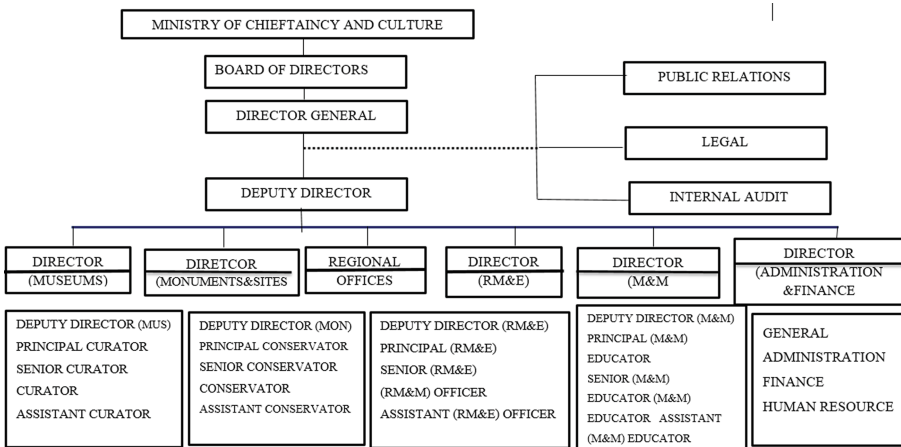 MINISTRY OF CHIEFTAINCY AND CULTURE
BOARD OF DIRECTORS
DIRECTOR GENERAL
PUBLIC RELATIONS
LEGAL
INTERNAL AUDIT
DEPUTY DIRECTOR
DIRECTOR
(MUSEUMS)
DIRETCOR
(MONUMENTS&SITES
REGIONAL
OFFICES
DIRECTOR
(RM&E)
DIRECTOR
(M&M
DIRECTOR
(ADMINISTRATION
&FINANCE
DEPUTY DIRECTOR (MUS)
PRINCIPAL CURATOR
SENIOR CURATOR
CURATOR
ASSISTANT CURATOR
DEPUTY DIRECTOR (MON)
PRINCIPAL CONSERVATOR
SENIOR CONSERVATOR
CONSERVATOR
ASSISTANT CONSERVATOR
DEPUTY DIRECTOR (RM&E)
PRINCIPAL (RM&E)
SENIOR (RM&E)
(RM&M) OFFICER
ASSISTANT (RM&E) OFFICER
DEPUTY DIRECTOR (M&M)
PRINCIPAL (M&M)
EDUCATOR
SENIOR (M&M)
EDUCATOR (M&M)
EDUCATOR ASSISTANT
(M&M) EDUCATOR
GENERAL
ADMINISTRATION
FINANCE
HUMAN RESOURCE